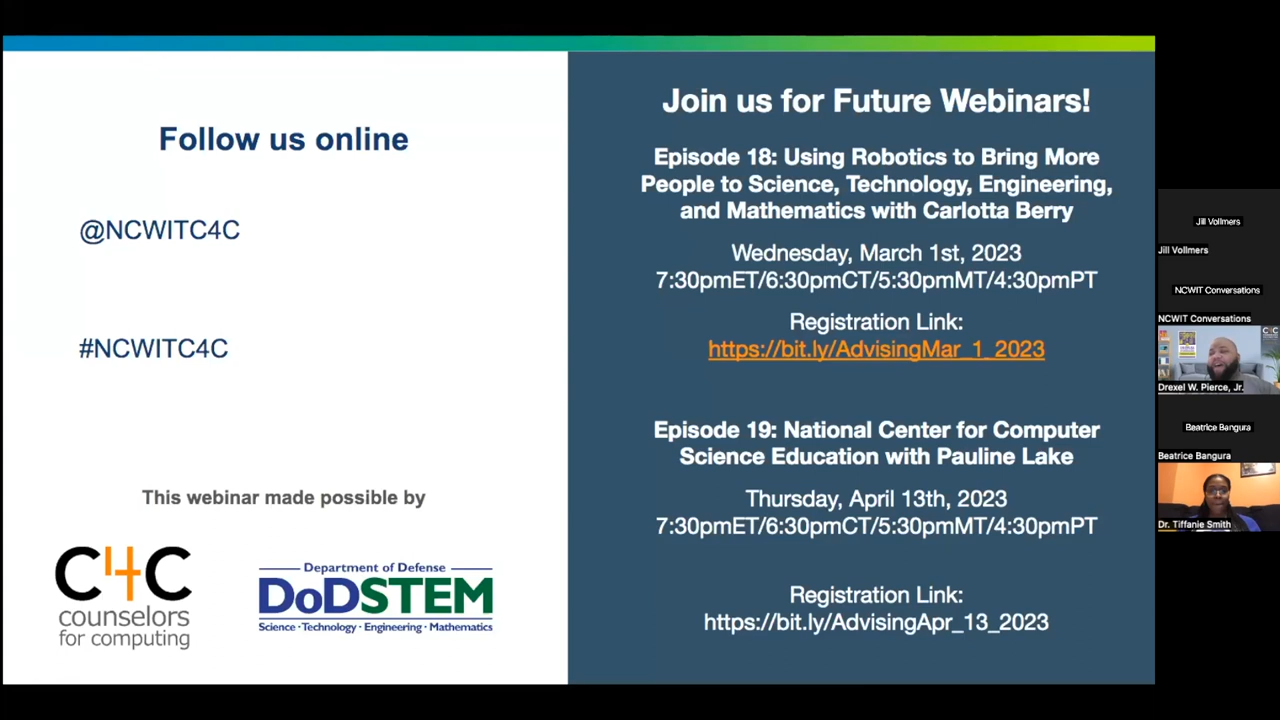 Follow us online
@NCWITC4C
#NCWITC4C
This webinar made possible by
C4C
counselors
for computing
Department of Defense
DoDSTEM
Science · Technology · Engineering · Mathematics
Join us for Future Webinars!
Episode 18: Using Robotics to Bring More
People to Science, Technology, Engineering,
and Mathematics with Carlotta Berry
Wednesday, March 1st, 2023
7:30pmET/6:30pmCT/5:30pmMT/4:30pmPT
Registration Link:
https://bit.ly/AdvisingMar_1_2023
Episode 19: National Center for Computer
Science Education with Pauline Lake
Thursday, April 13th, 2023
7:30pmET/6:30pmCT/5:30pmMT/4:30pmPT
Registration Link:
https://bit.ly/AdvisingApr_13_2023
Jill Vollmers
Jill Vollmers
NCWIT Conversations
NCWIT Conversations
C4C
Drexel W. Pierce, Jr.
Beatrice Bangura
Beatrice Bangura
Dr. Tiffanie Smith